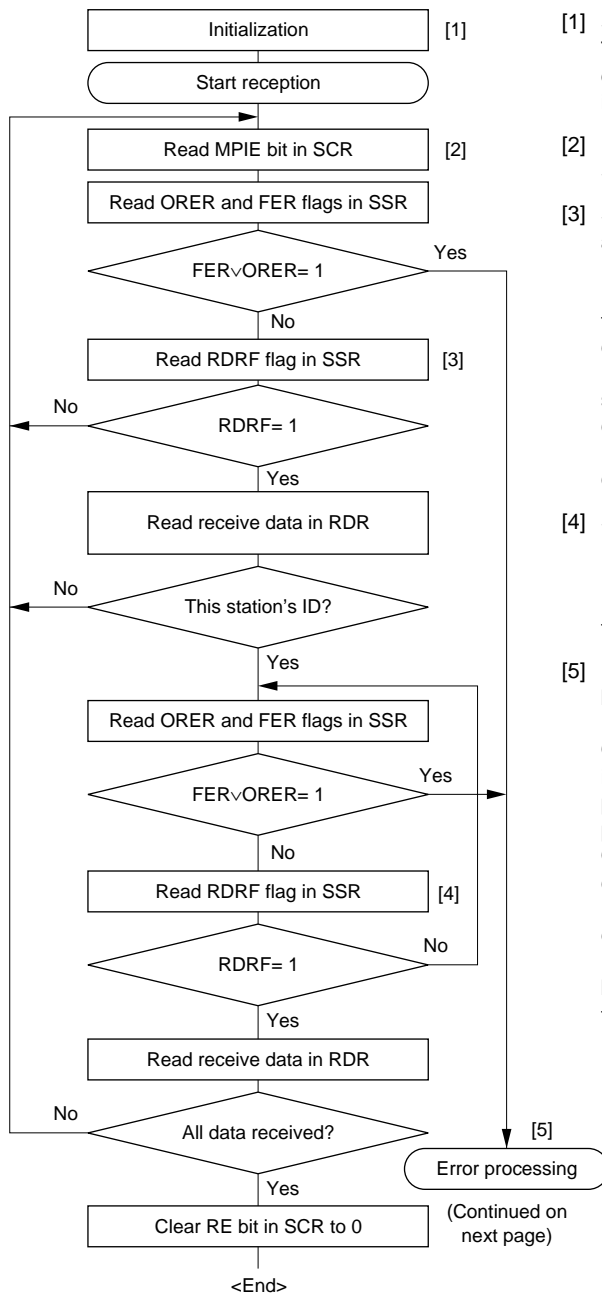 Initialization [1]
Start reception
Read MPIE bit in SCR [2]
Read ORER and FER flags in SSR
FER∨ORER= 1
Yes
No
Read RDRF flag in SSR [3]
No
RDRF= 1
Yes
Read receive data in RDR
No
This station's ID?
Yes
Read ORER and FER flags in SSR
FER∨ORER= 1
Yes
No
Read RDRF flag in SSR [4]
No
RDRF= 1
Yes
Read receive data in RDR
No
All data received?
Yes
Clear RE bit in SCR to 0
<End>
[5]
Error processing
(Continued on
next page)
[1]
[2]
[3]
[4]
[5]